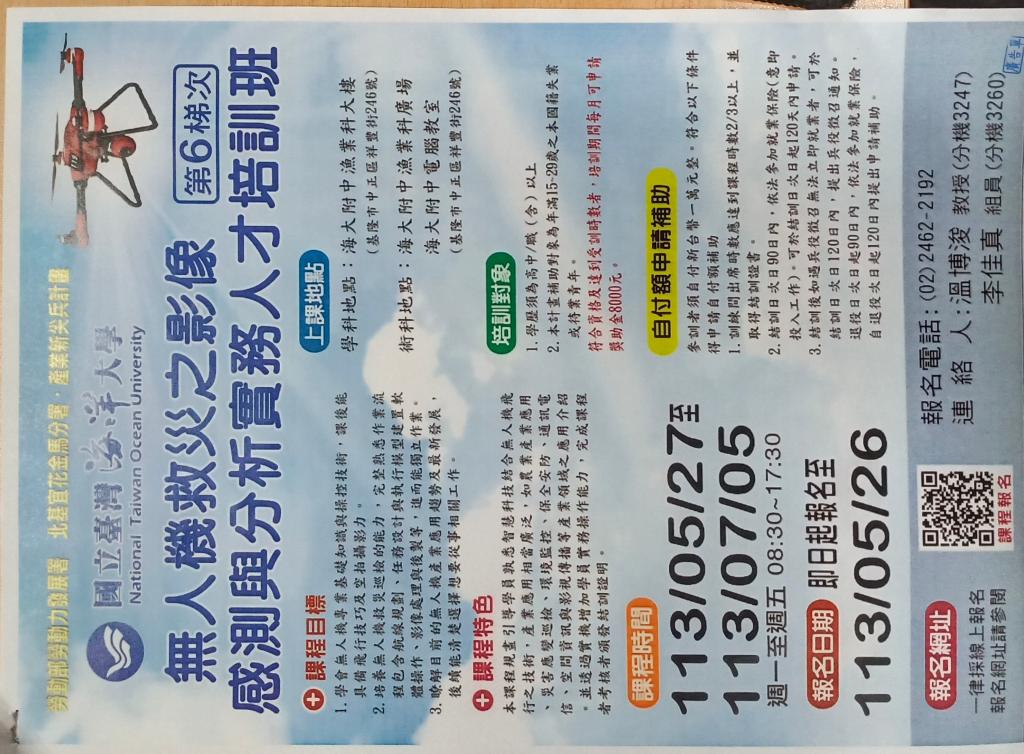 勞動部勞動力發展署　北基宜花金馬分署．產業新尖兵計畫
國立臺灣海洋大學
National Taiwan Ocean University
無人機救災之影像 第6梯次
感測與分析實務人才培訓班
課程目標
1. 學會無人機專業基礎知識與操控技術，課後能
具備飛行技巧及空拍攝影力。
2. 培養無人機救災巡檢的能力，完整熟悉作業流
程包含航線規劃、任務設計與執行模型建置軟
體操作、影像處理與後製等，進而能獨立作業。
3. 瞭解目前的無人機產業應用趨勢及最新發展，
後續能清楚選擇想要從事相關工作。
課程特色
本課程規畫引導學員熟悉智慧科技結合無人機飛
行之技術，產業應用相當廣泛，如農業產業應用
、災害應變巡檢、環境監控、保全安防、通訊電
信、空間資訊與影視傳播等產業領域之應用介紹
。並透過實機加學員實務操作能力，完成課程
者考核者頒發結訓證明。
課程時間
113/05/27至
113/07/05
週一至週五 08:30~17:30
報名日期 即日起報名至
113/05/26
上課地點
學科地點：海大附中漁業科大樓
(基隆市中正區祥豐街246號)
術科地點：海大附中漁業科廣場
海大附中電腦教室
(基隆市中正區祥豐街246號)
培訓對象
1. 學歷須為高中/職(含)以上
2. 本計畫補助對象為年滿15-29歲之本國籍失業
或待業青年。
符合資格及達到受訓時數者，培訓期間每月可申請
獎助金8000元。
自付額申請補助
參訓者須自付新台幣一萬元整。符合以下條件
得申請自付額補助
1. 訓練間出席時數應達到課程時數2/3以上，並
取得結訓證書。
2. 結訓日次日90日內，依法參加就業保險(意即
投入工作)。可於結訓日次日起120天內申請。
3. 結訓後如遇兵役徵召無法立即就業者，可於
結訓日次日120日內，提出兵役徵召通知。
退役次日起90日內，依法參加就業保險，
自退役次日起120日內提出申請補助。
報名網址
一律採線上報名
報名網址請參閱
課程報名
報名電話：(02)2462-2192
連絡人：溫博浚 教授(分機3247)
李佳真 組員(分機3260)
廣告單